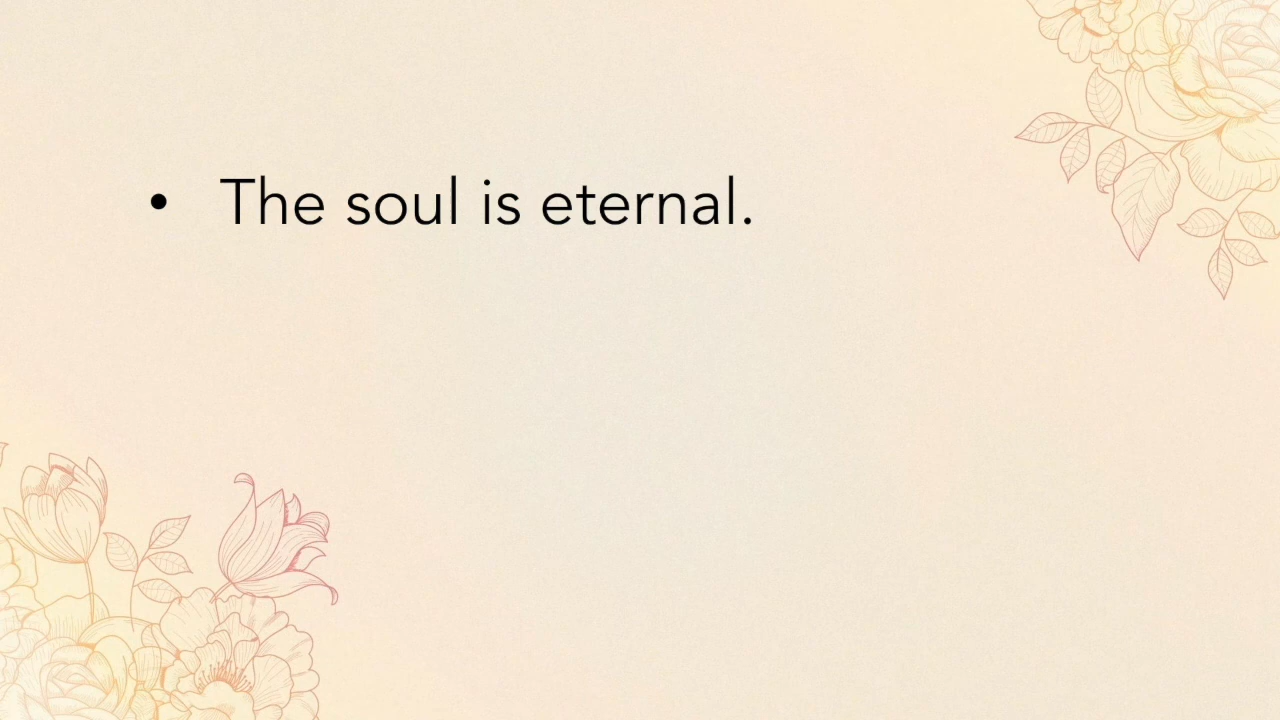 • The soul is eternal.